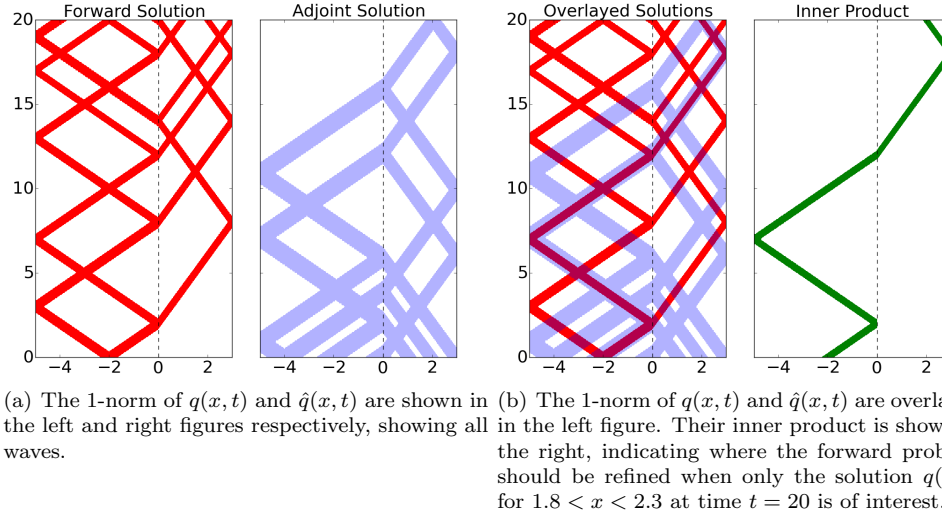 Forward Solution
Adjoint Solution
Overlayed Solutions
Inner Product
20
15
10
5
0
−4 −2 0 2
−4 −2 0 2
20
15
10
5
0
−4 −2 0 2
−4 −2 0 2
(a) The 1-norm of q(x, t) and q̂(x, t) are shown in
the left and right figures respectively, showing all
waves.
(b) The 1-norm of q(x, t) and q̂(x, t) are overla
in the left figure. Their inner product is show
the right, indicating where the forward prob
should be refined when only the solution q(
for 1.8 < x < 2.3 at time t = 20 is of interest.